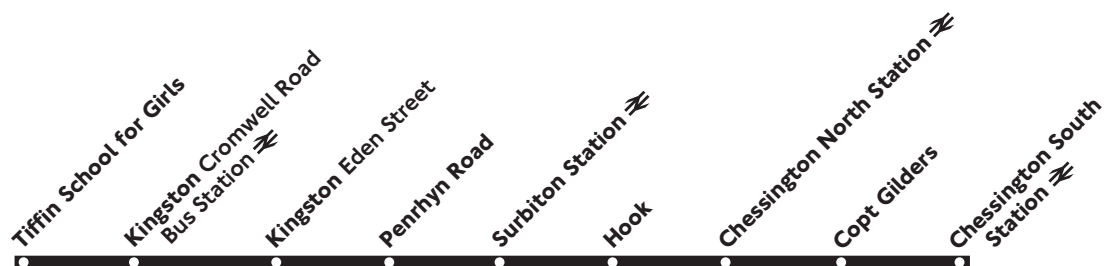 Tiffin School for Girls
Kingston Cromwell Road
Bus Station
Kingston Eden Street
Penrhyn Road
Surbiton Station
Hook
Chessington North Station
Copt Gilders
Chessington South
Station